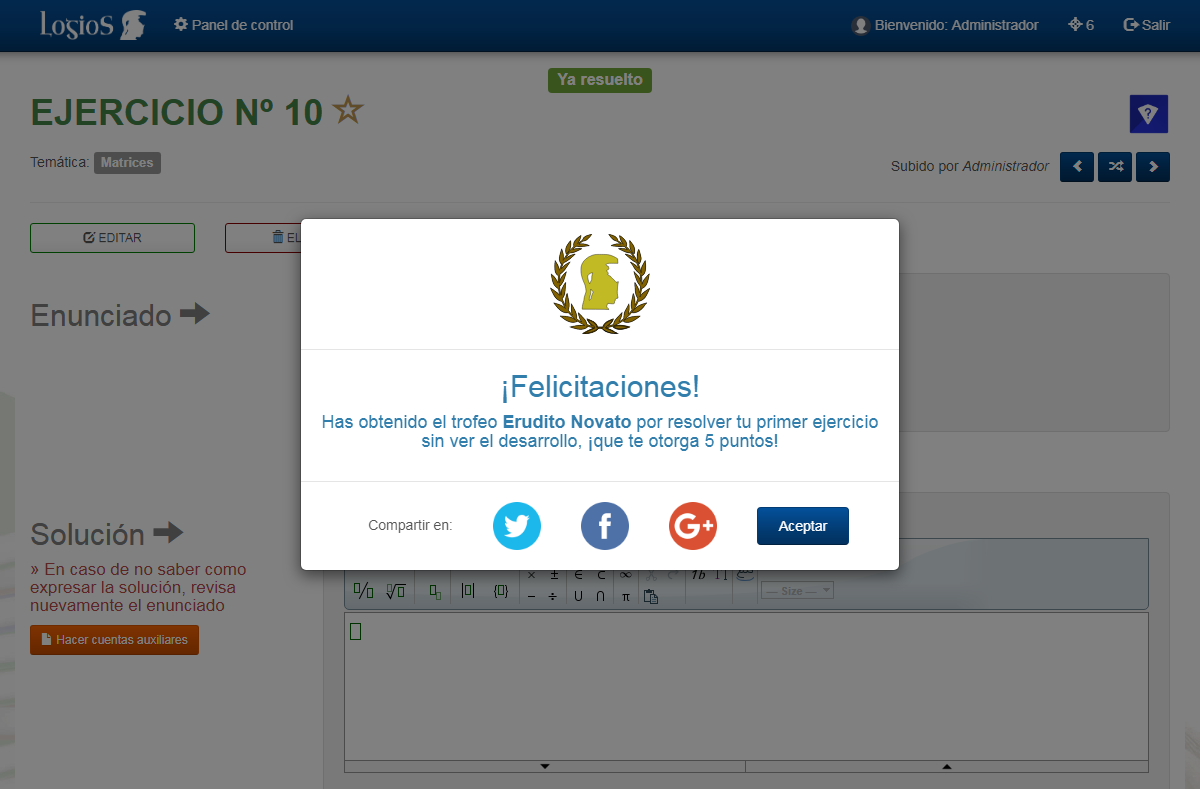 Logios
Panel de control
Bienvenido: Administrador
6
Salir
Ya resuelto
EJERCICIO Nº 10
?
Temática: Matrices
Subido por Administrador
EDITAR
EL
Enunciado
¡Felicitaciones!
Has obtenido el trofeo Erudito Novato por resolver tu primer ejercicio
sin ver el desarrollo, ¡que te otorga 5 puntos!
Compartir en:
f
G+
Aceptar
Solución
» En caso de no saber como
expresar la solución, revisa
nuevamente el enunciado
Hacer cuentas auxiliares
× ± ∈ ⊂ ∞
− ÷ ∪ ∩ π
— Size —